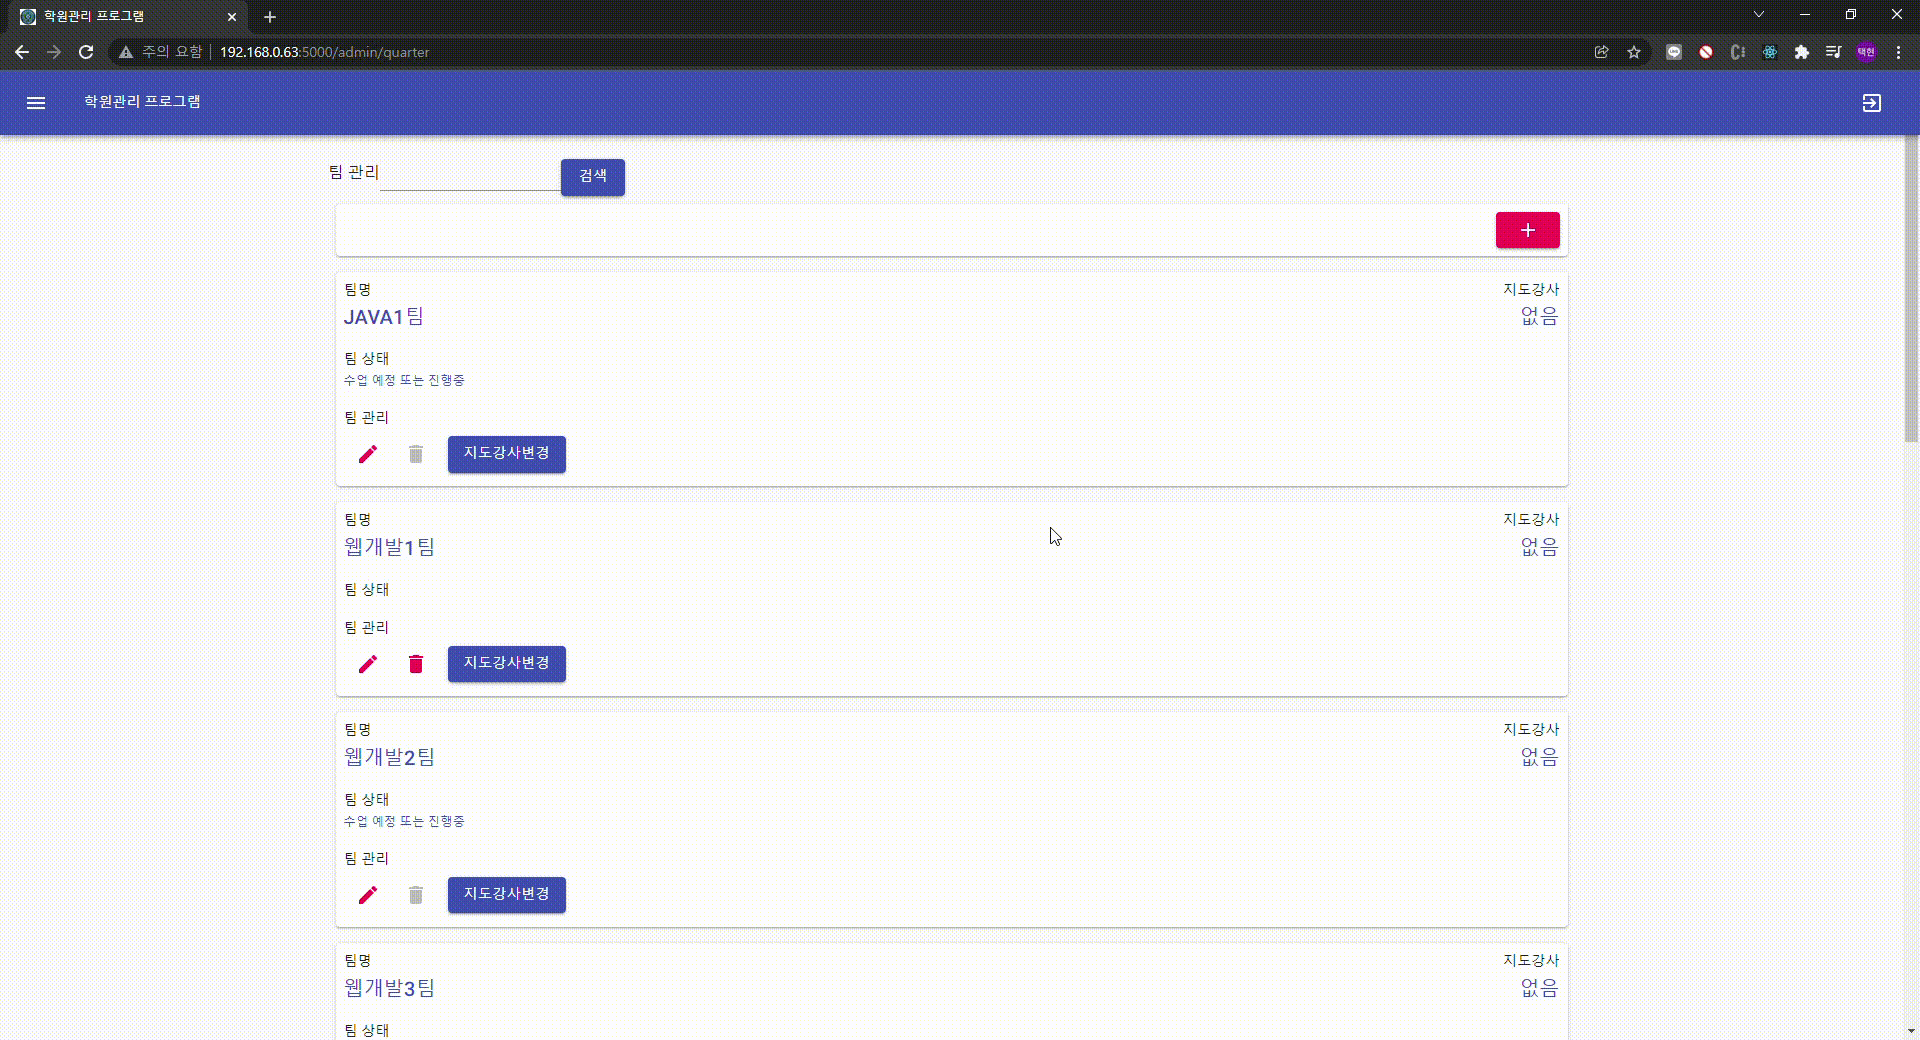 학원관리 프로그램
주의 요함
192.168.0.63:5000/admin/quarter
택현
학원관리 프로그램
팀 관리
검색
+
팀명
지도강사
JAVA1팀
없음
팀 상태
수업 예정 또는 진행중
팀 관리
지도강사변경
팀명
지도강사
웹개발1팀
없음
팀 상태
팀 관리
지도강사변경
팀명
지도강사
웹개발2팀
없음
팀 상태
수업 예정 또는 진행중
팀 관리
지도강사변경
팀명
지도강사
웹개발3팀
없음
팀 상태